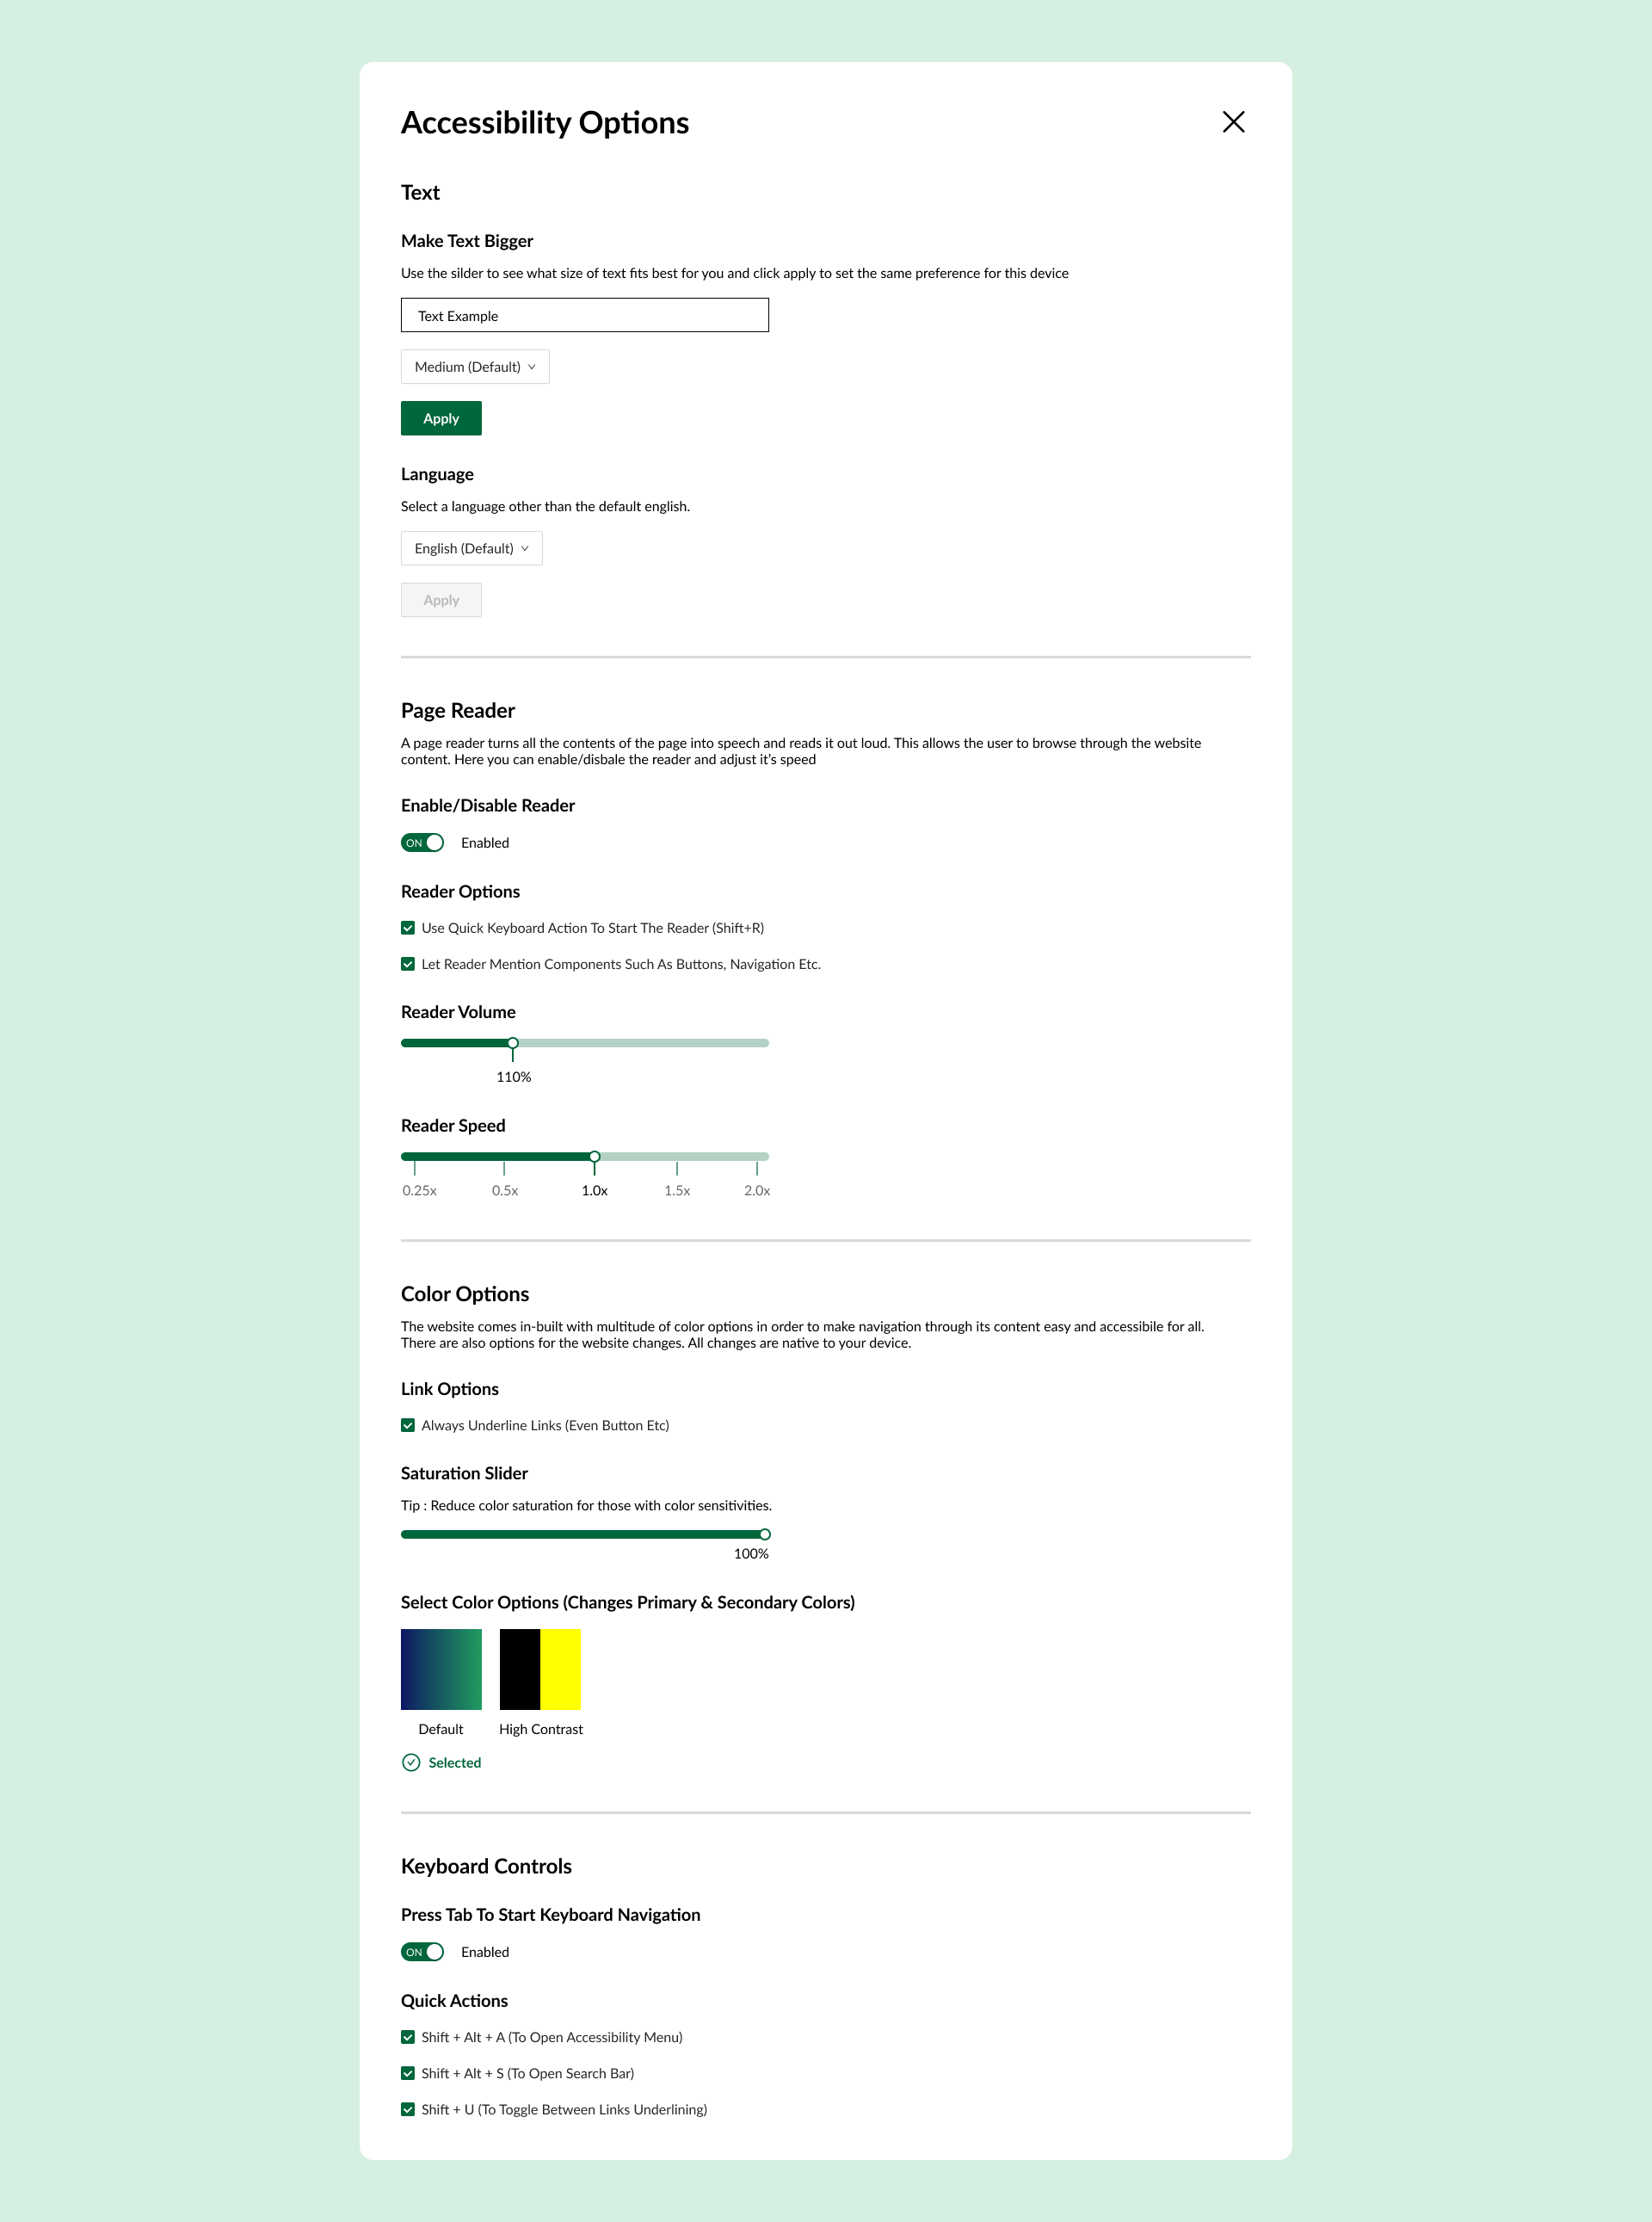 Accessibility Options
Text
Make Text Bigger
Use the silder to see what size of text fits best for you and click apply to set the same preference for this device
Text Example
Medium (Default)
Apply
Language
Select a language other than the default english.
English (Default)
Apply
Page Reader
A page reader turns all the contents of the page into speech and reads it out loud. This allows the user to browse through the website
content. Here you can enable/disbale the reader and adjust it's speed
Enable/Disable Reader
ON Enabled
Reader Options
Use Quick Keyboard Action To Start The Reader (Shift+R)
Let Reader Mention Components Such As Buttons, Navigation Etc.
Reader Volume
110%
Reader Speed
0.25x 0.5x 1.0x 1.5x 2.0x
Color Options
The website comes in-built with multitude of color options in order to make navigation through its content easy and accessibile for all.
There are also options for the website changes. All changes are native to your device.
Link Options
Always Underline Links (Even Button Etc)
Saturation Slider
Tip : Reduce color saturation for those with color sensitivities.
100%
Select Color Options (Changes Primary & Secondary Colors)
Default High Contrast
Selected
Keyboard Controls
Press Tab To Start Keyboard Navigation
ON Enabled
Quick Actions
Shift + Alt + A (To Open Accessibility Menu)
Shift + Alt + S (To Open Search Bar)
Shift + U (To Toggle Between Links Underlining)